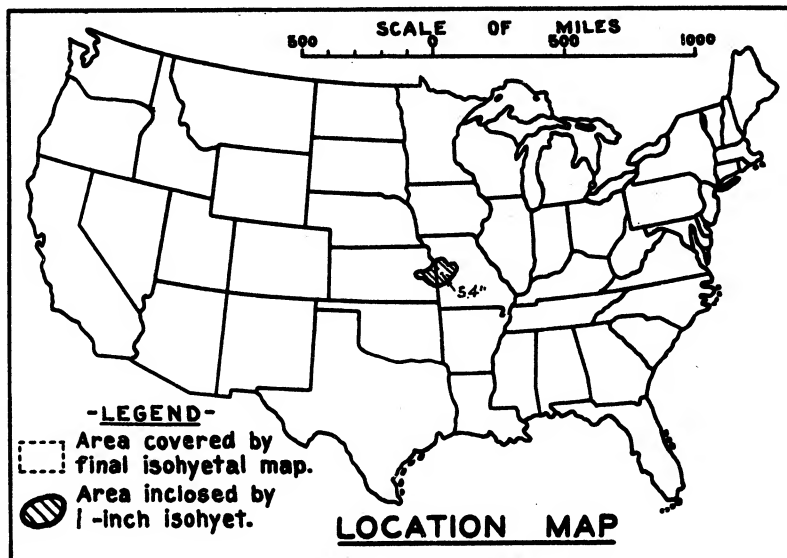 SCALE OF MILES
500 0 500 1000
5.4"
-LEGEND-
Area covered by
final isohyetal map.
Area inclosed by
1-inch isohyet.
LOCATION MAP